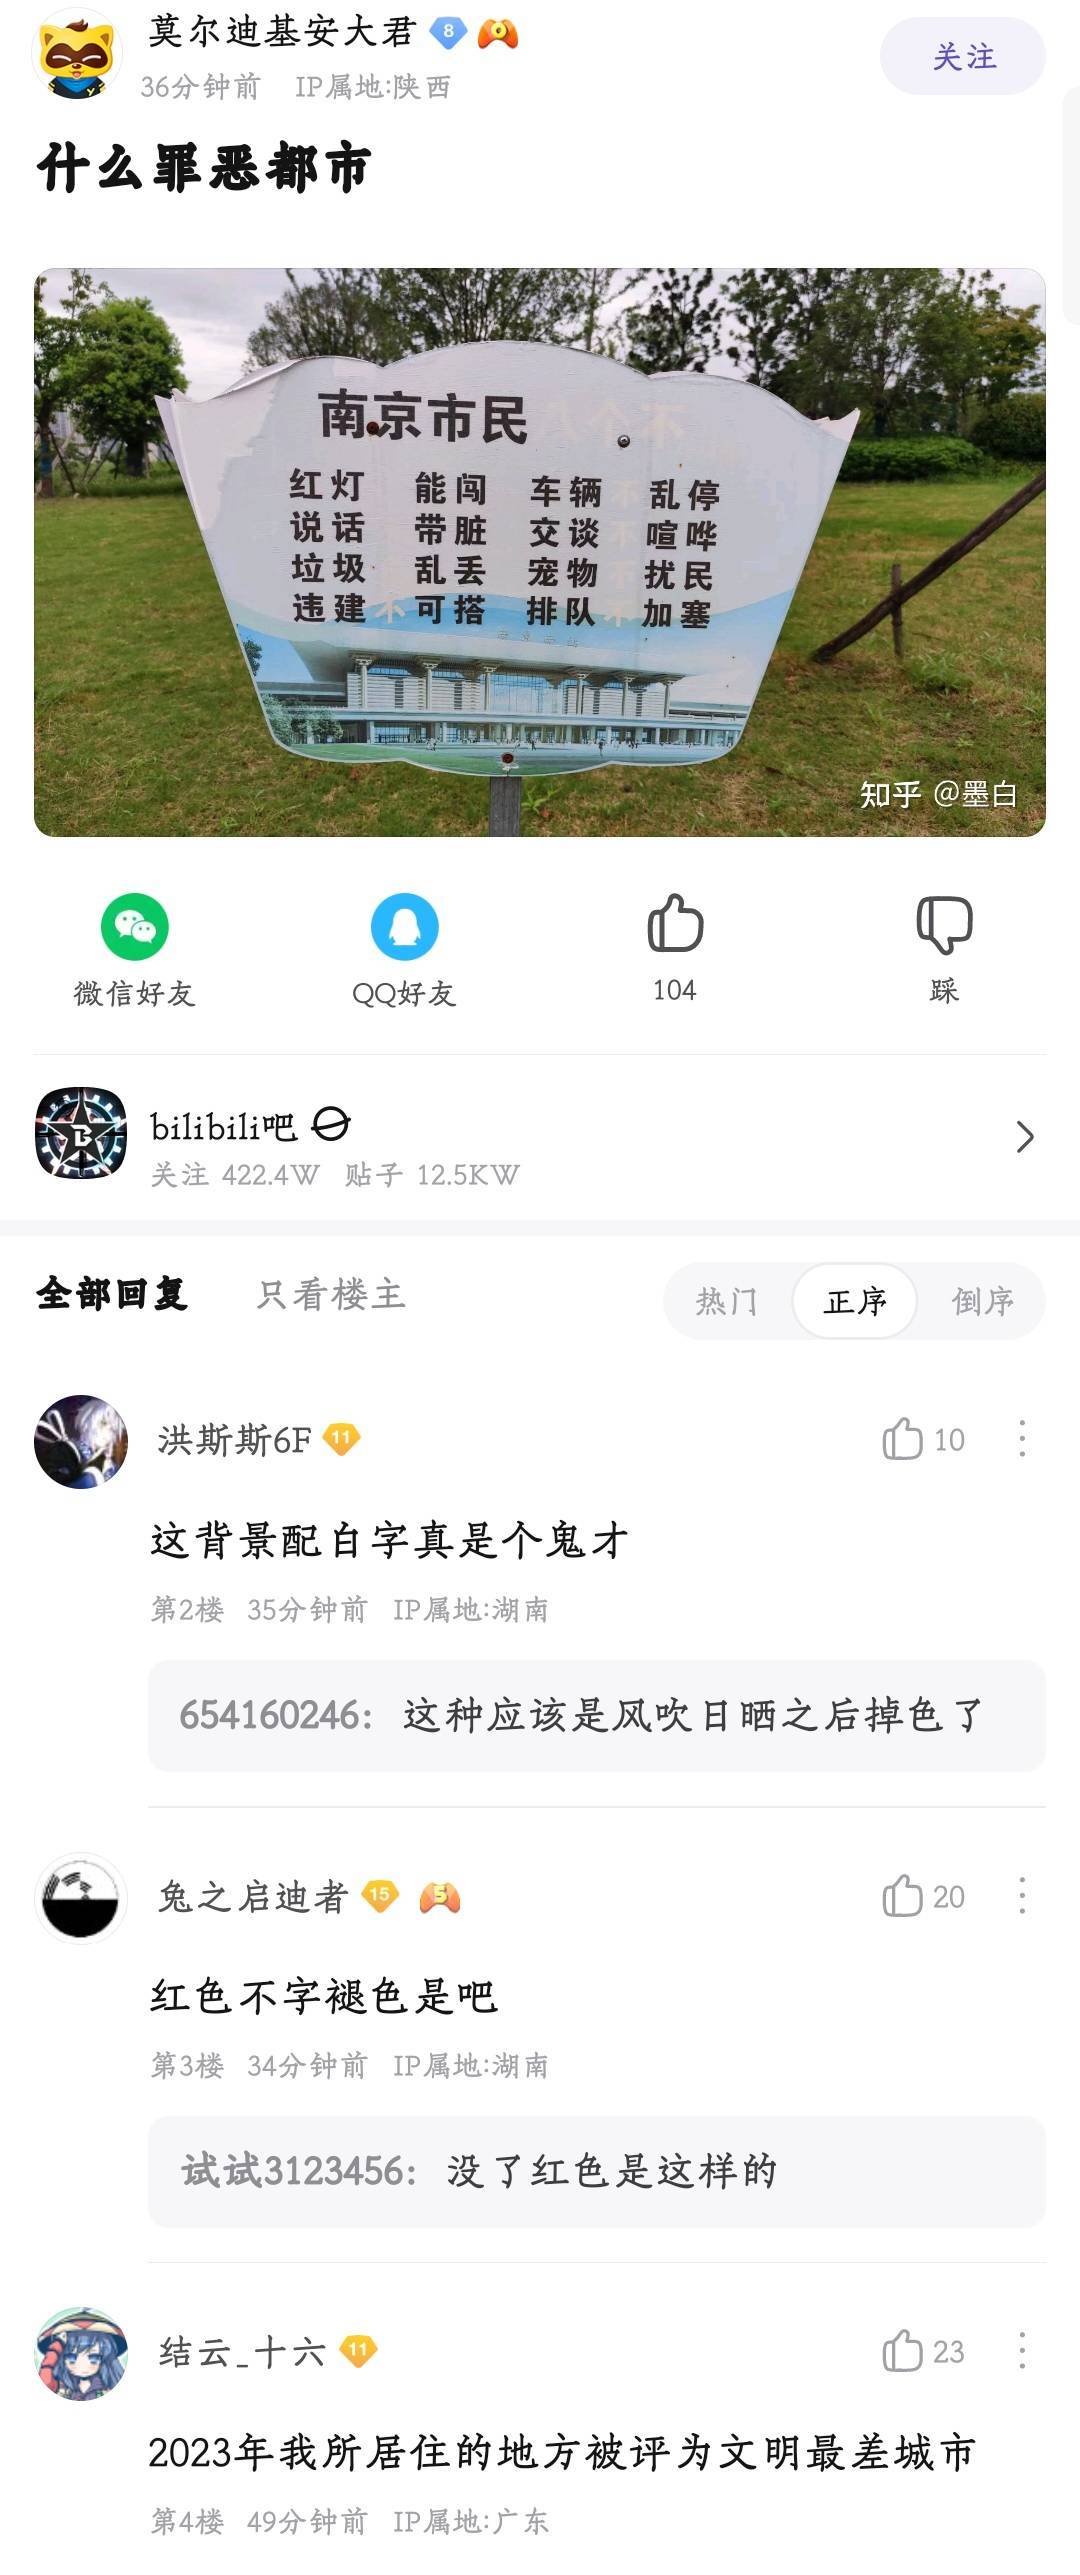 莫尔迪基安大君 8 0
36分钟前 IP属地:陕西
关注
什么罪恶都市
南京市民八个不
红灯 能闯 车辆不乱停
说话 带脏 交谈不喧哗
垃圾 乱丢 宠物不扰民
违建不可搭 排队不加塞
知乎 @墨白
微信好友
QQ好友
104
踩
bilibili吧
关注 422.4W 贴子 12.5KW
全部回复 只看楼主 热门 正序 倒序
洪斯斯6F 11 10
这背景配白字真是个鬼才
第2楼 35分钟前 IP属地:湖南
654160246: 这种应该是风吹日晒之后掉色了
兔之启迪者 15 5 20
红色不字褪色是吧
第3楼 34分钟前 IP属地:湖南
试试3123456: 没了红色是这样的
结云_十六 11 23
2023年我所居住的地方被评为文明最差城市
第4楼 49分钟前 IP属地:广东